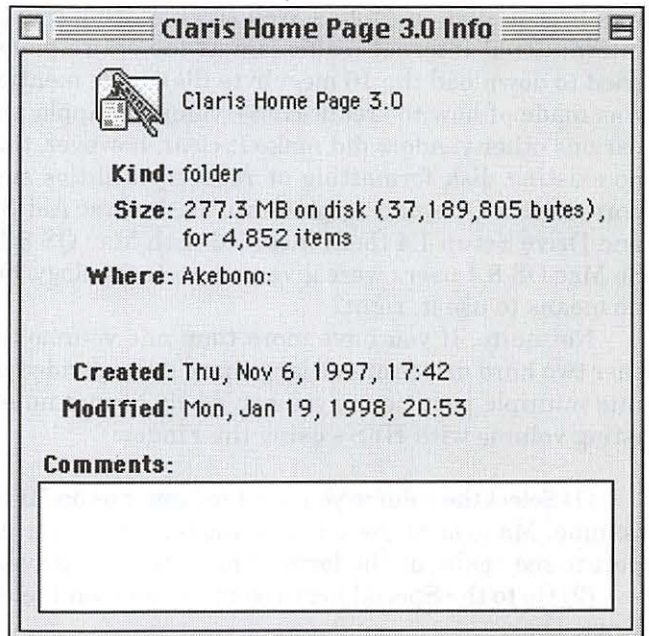 Claris Home Page 3.0 Info
Claris Home Page 3.0
Kind: folder
Size: 277.3 MB on disk (37,189,805 bytes),
for 4,852 items
Where: Akebono:
Created: Thu, Nov 6, 1997, 17:42
Modified: Mon, Jan 19, 1998, 20:53
Comments: